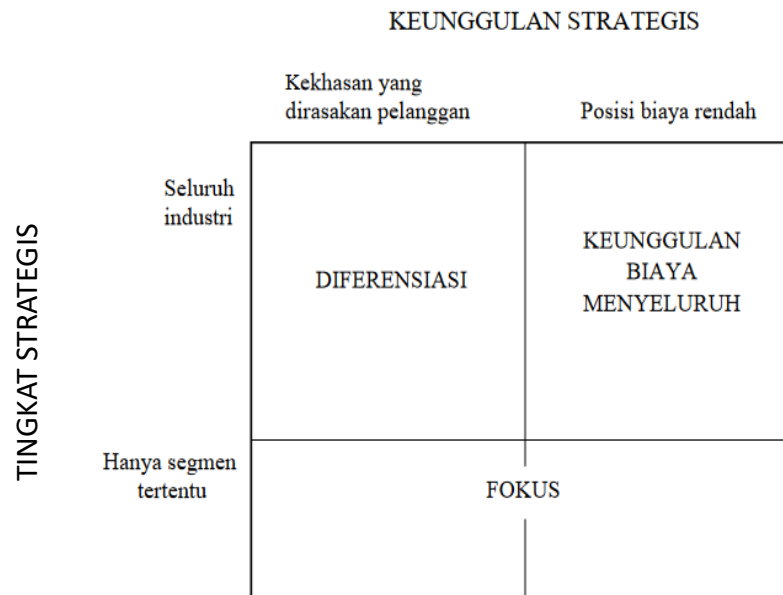 KEUNGGULAN STRATEGIS
Kekhasan yang
dirasakan pelanggan
Posisi biaya rendah
TINGKAT STRATEGIS
Seluruh
industri
DIFERENSIASI
KEUNGGULAN
BIAYA
MENYELURUH
Hanya segmen
tertentu
FOKUS